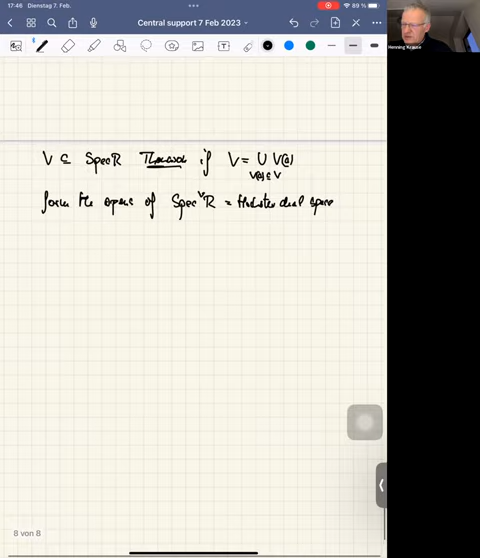 17:46 Dienstag 7. Feb.
89 %
Central support 7 Feb 2023
Henning Krause
V ⊆ Spec R Thomason if V = ∪ V(a)
V(a) ⊆ V
form the opens of Spec^∨ R = Hochster dual space
8 von 8